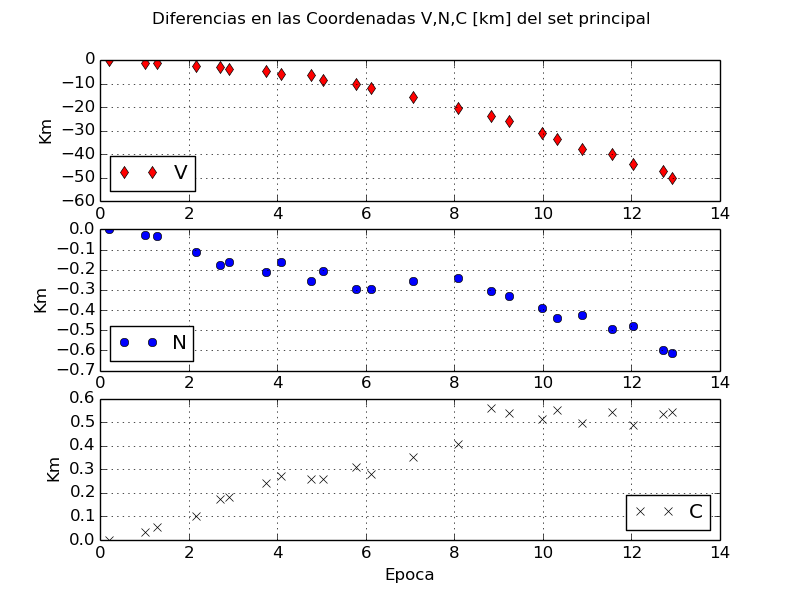 Diferencias en las Coordenadas V,N,C [km] del set principal
0
−10
−20
−30
−40
−50
−60
Km
V
0 2 4 6 8 10 12 14
0.0
−0.1
−0.2
−0.3
−0.4
−0.5
−0.6
−0.7
Km
N
0 2 4 6 8 10 12 14
0.6
0.5
0.4
0.3
0.2
0.1
0.0
Km
C
0 2 4 6 8 10 12 14
Epoca